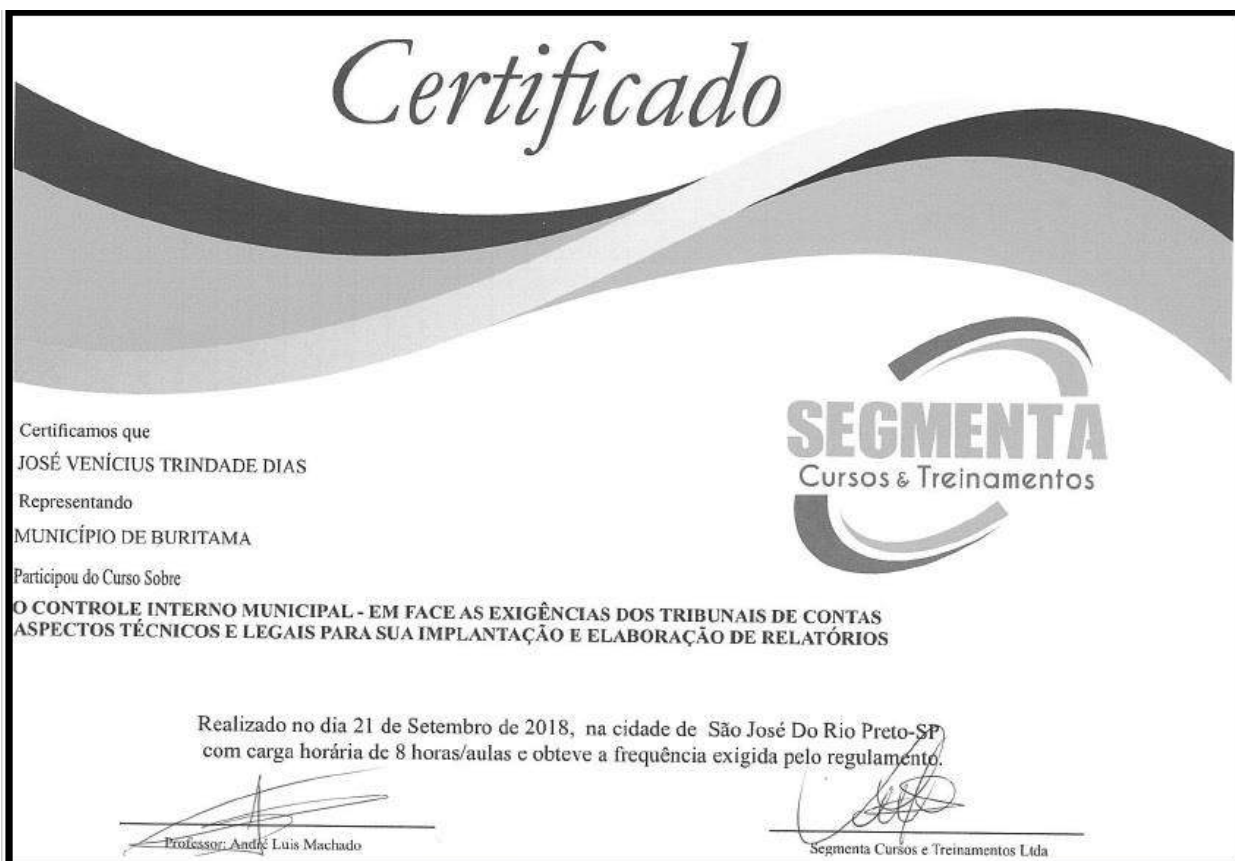 Certificado
SEGMENTA
Cursos & Treinamentos
Certificamos que
JOSÉ VENÍCIUS TRINDADE DIAS
Representando
MUNICÍPIO DE BURITAMA
Participou do Curso Sobre
O CONTROLE INTERNO MUNICIPAL - EM FACE AS EXIGÊNCIAS DOS TRIBUNAIS DE CONTAS
ASPECTOS TÉCNICOS E LEGAIS PARA SUA IMPLANTAÇÃO E ELABORAÇÃO DE RELATÓRIOS
Realizado no dia 21 de Setembro de 2018, na cidade de São José Do Rio Preto-SP
com carga horária de 8 horas/aulas e obteve a frequência exigida pelo regulamento.
Professor: André Luis Machado
Segmenta Cursos e Treinamentos Ltda